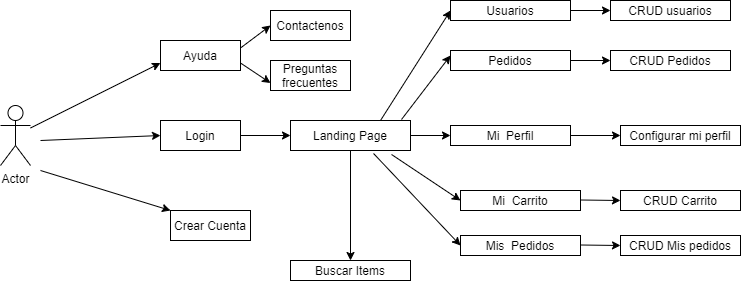 Usuarios
CRUD usuarios
Contactenos
Ayuda
Pedidos
CRUD Pedidos
Preguntas
frecuentes
Login
Landing Page
Mi Perfil
Configurar mi perfil
Actor
Mi Carrito
CRUD Carrito
Crear Cuenta
Mis Pedidos
CRUD Mis pedidos
Buscar Items